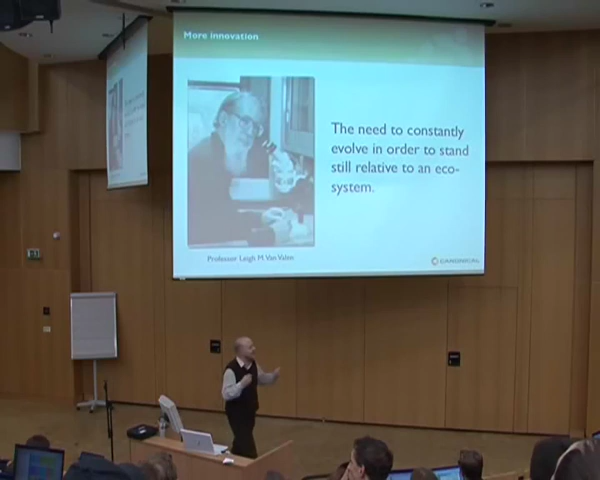 More innovation
The need to constantly
evolve in order to stand
still relative to an eco-
system.
Professor Leigh M. Van Valen
CANONICAL